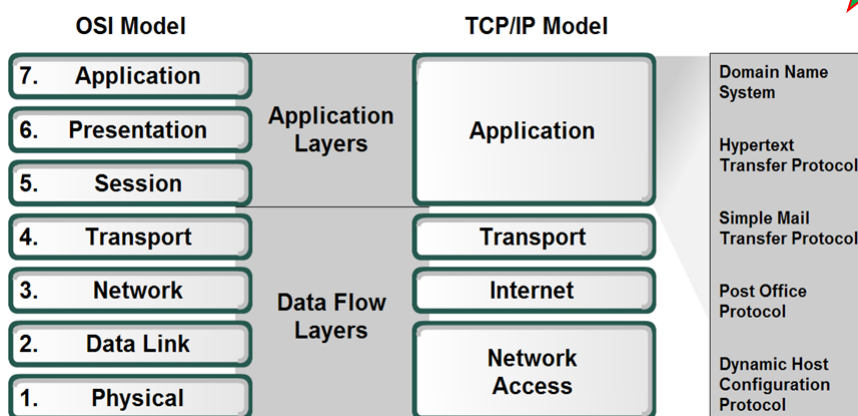 OSI Model
TCP/IP Model
7. Application
6. Presentation
5. Session
4. Transport
3. Network
2. Data Link
1. Physical
Application
Layers
Data Flow
Layers
Application
Transport
Internet
Network
Access
Domain Name
System
Hypertext
Transfer Protocol
Simple Mail
Transfer Protocol
Post Office
Protocol
Dynamic Host
Configuration
Protocol